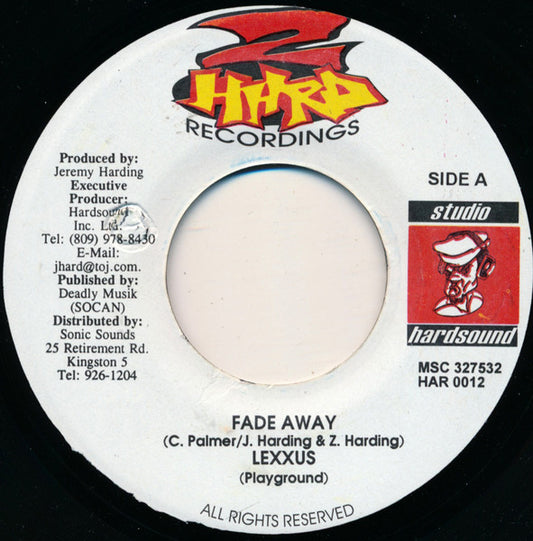 2
HARD
RECORDINGS
Produced by:
Jeremy Harding
Executive
Producer:
Hardsound
Inc. Ltd.
Tel: (809) 978-8430
E-Mail:
jhard@toj.com.
Published by:
Deadly Musik
(SOCAN)
Distributed by:
Sonic Sounds
25 Retirement Rd.
Kingston 5
Tel: 926-1204
SIDE A
studio
hardsound
MSC 327532
HAR 0012
FADE AWAY
(C. Palmer/J. Harding & Z. Harding)
LEXXUS
(Playground)
ALL RIGHTS RESERVED